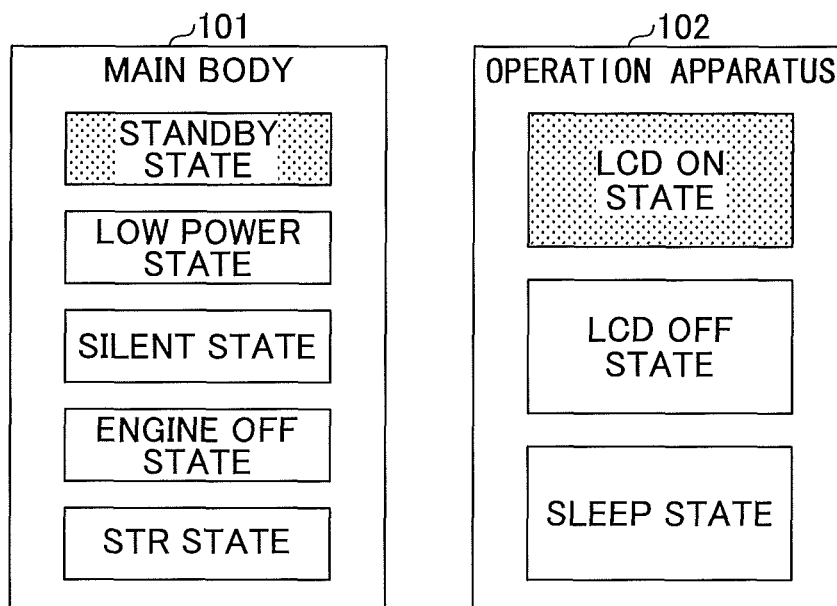 101
MAIN BODY
STANDBY
STATE
LOW POWER
STATE
SILENT STATE
ENGINE OFF
STATE
STR STATE
102
OPERATION APPARATUS
LCD ON
STATE
LCD OFF
STATE
SLEEP STATE